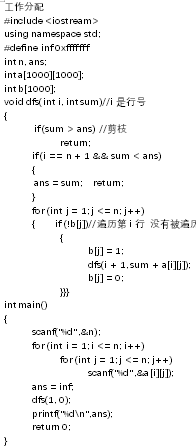 工作分配
#include <iostream>
using namespace std;
#define inf 0xfffffff
int n, ans;
int a[1000][1000];
int b[1000];
void dfs(int i, int sum)//i 是行号
{
if(sum > ans) //剪枝
return;
if(i == n + 1 && sum < ans)
{
ans = sum; return;
}
for (int j = 1; j <= n; j++)
{ if (!b[j])//遍历第 i 行 没有被遍历
{
b[j] = 1;
dfs(i + 1, sum + a[i][j]);
b[j] = 0;
}}}
int main()
{
scanf("%d",&n);
for (int i = 1; i <= n; i++)
for (int j = 1; j <= n; j++)
scanf("%d",&a[i][j]);
ans = inf;
dfs(1, 0);
printf("%d\n",ans);
return 0;
}